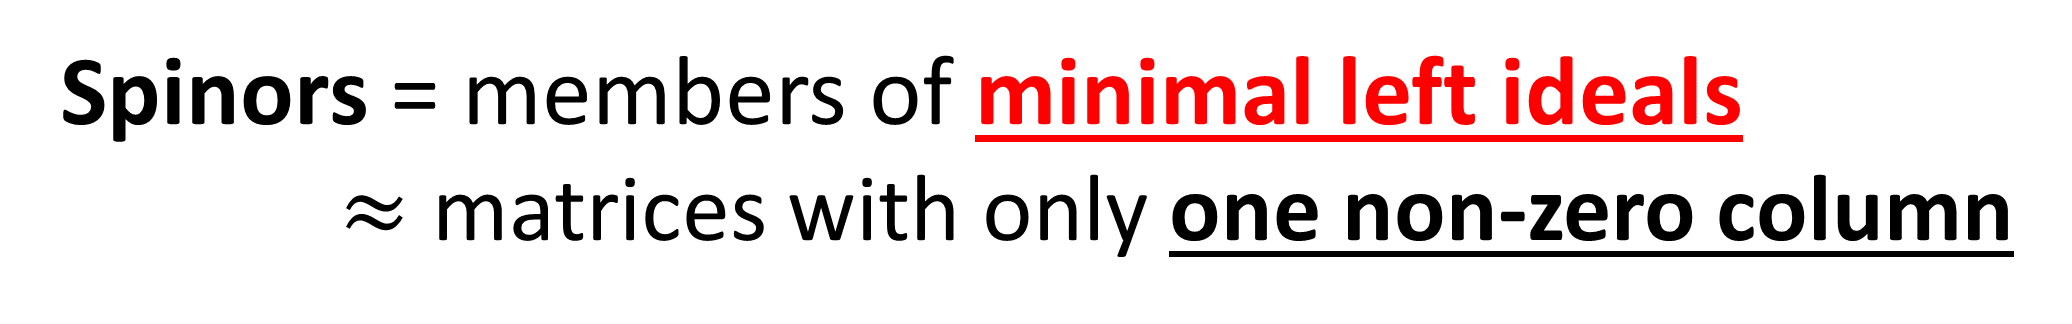 Spinors = members of minimal left ideals
≈ matrices with only one non-zero column